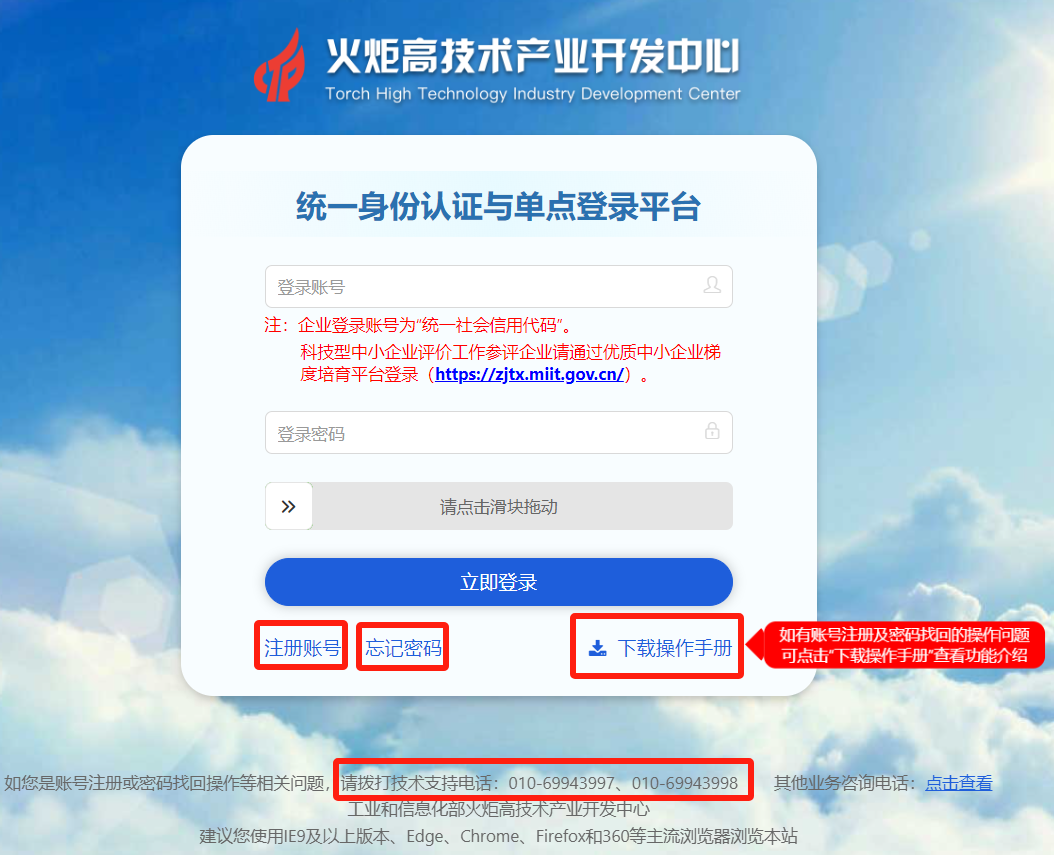 火炬高技术产业开发中心
Torch High Technology Industry Development Center
统一身份认证与单点登录平台
登录账号
注：企业登录账号为“统一社会信用代码”。
科技型中小企业评价工作参评企业请通过优质中小企业梯
度培育平台登录（https://zjtx.miit.gov.cn/）。
登录密码
请点击滑块拖动
立即登录
注册账号 忘记密码 下载操作手册
如有账号注册及密码找回的操作问题
可点击“下载操作手册”查看功能介绍
如您是账号注册或密码找回操作等相关问题，请拨打技术支持电话：010-69943997、010-69943998 其他业务咨询电话：点击查看
工业和信息化部火炬高技术产业开发中心
建议您使用IE9及以上版本、Edge、Chrome、Firefox和360等主流浏览器浏览本站